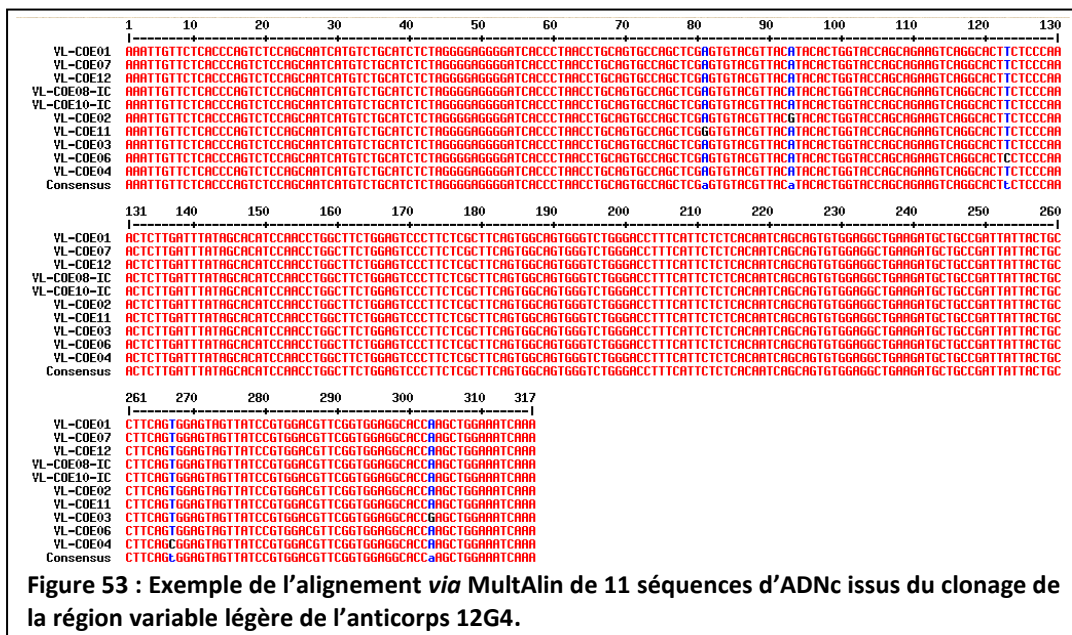 1 10 20 30 40 50 60 70 80 90 100 110 120 130
|--------+---------+---------+---------+---------+---------+---------+---------+---------+---------+---------+---------+---------|
VL-COE01 AAATTGTTCTCACCCAGTCTCCAGCAATCATGTCTGCATCTCTAGGGGAGGGGATCACCCTAACCTGCAGTGCCAGCTCGAGTGTACGTTACATACACTGGTACCAGCAGAAGTCAGGCACTTCTCCCAA
VL-COE07 AAATTGTTCTCACCCAGTCTCCAGCAATCATGTCTGCATCTCTAGGGGAGGGGATCACCCTAACCTGCAGTGCCAGCTCGAGTGTACGTTACATACACTGGTACCAGCAGAAGTCAGGCACTTCTCCCAA
VL-COE12 AAATTGTTCTCACCCAGTCTCCAGCAATCATGTCTGCATCTCTAGGGGAGGGGATCACCCTAACCTGCAGTGCCAGCTCGAGTGTACGTTACATACACTGGTACCAGCAGAAGTCAGGCACTTCTCCCAA
VL-COE08-IC AAATTGTTCTCACCCAGTCTCCAGCAATCATGTCTGCATCTCTAGGGGAGGGGATCACCCTAACCTGCAGTGCCAGCTCGAGTGTACGTTACATACACTGGTACCAGCAGAAGTCAGGCACTTCTCCCAA
VL-COE10-IC AAATTGTTCTCACCCAGTCTCCAGCAATCATGTCTGCATCTCTAGGGGAGGGGATCACCCTAACCTGCAGTGCCAGCTCGAGTGTACGTTACATACACTGGTACCAGCAGAAGTCAGGCACTTCTCCCAA
VL-COE02 AAATTGTTCTCACCCAGTCTCCAGCAATCATGTCTGCATCTCTAGGGGAGGGGATCACCCTAACCTGCAGTGCCAGCTCGAGTGTACGTTACGTACACTGGTACCAGCAGAAGTCAGGCACTTCTCCCAA
VL-COE11 AAATTGTTCTCACCCAGTCTCCAGCAATCATGTCTGCATCTCTAGGGGAGGGGATCACCCTAACCTGCAGTGCCAGCTCGGGTGTACGTTACATACACTGGTACCAGCAGAAGTCAGGCACTTCTCCCAA
VL-COE03 AAATTGTTCTCACCCAGTCTCCAGCAATCATGTCTGCATCTCTAGGGGAGGGGATCACCCTAACCTGCAGTGCCAGCTCGAGTGTACGTTACATACACTGGTACCAGCAGAAGTCAGGCACTTCTCCCAA
VL-COE06 AAATTGTTCTCACCCAGTCTCCAGCAATCATGTCTGCATCTCTAGGGGAGGGGATCACCCTAACCTGCAGTGCCAGCTCGAGTGTACGTTACATACACTGGTACCAGCAGAAGTCAGGCACTCCTCCCAA
VL-COE04 AAATTGTTCTCACCCAGTCTCCAGCAATCATGTCTGCATCTCTAGGGGAGGGGATCACCCTAACCTGCAGTGCCAGCTCGAGTGTACGTTACATACACTGGTACCAGCAGAAGTCAGGCACTTCTCCCAA
Consensus AAATTGTTCTCACCCAGTCTCCAGCAATCATGTCTGCATCTCTAGGGGAGGGGATCACCCTAACCTGCAGTGCCAGCTCGaGTGTACGTTACaTACACTGGTACCAGCAGAAGTCAGGCACTtCTCCCAA
131 140 150 160 170 180 190 200 210 220 230 240 250 260
|--------+---------+---------+---------+---------+---------+---------+---------+---------+---------+---------+---------+---------|
VL-COE01 ACTCTTGATTTATAGCACATCCAACCTGGCTTCTGGAGTCCCTTCTCGCTTCAGTGGCAGTGGGTCTGGGACCTTTCATTCTCTCACAATCAGCAGTGTGGAGGCTGAAGATGCTGCCGATTATTACTGC
VL-COE07 ACTCTTGATTTATAGCACATCCAACCTGGCTTCTGGAGTCCCTTCTCGCTTCAGTGGCAGTGGGTCTGGGACCTTTCATTCTCTCACAATCAGCAGTGTGGAGGCTGAAGATGCTGCCGATTATTACTGC
VL-COE12 ACTCTTGATTTATAGCACATCCAACCTGGCTTCTGGAGTCCCTTCTCGCTTCAGTGGCAGTGGGTCTGGGACCTTTCATTCTCTCACAATCAGCAGTGTGGAGGCTGAAGATGCTGCCGATTATTACTGC
VL-COE08-IC ACTCTTGATTTATAGCACATCCAACCTGGCTTCTGGAGTCCCTTCTCGCTTCAGTGGCAGTGGGTCTGGGACCTTTCATTCTCTCACAATCAGCAGTGTGGAGGCTGAAGATGCTGCCGATTATTACTGC
VL-COE10-IC ACTCTTGATTTATAGCACATCCAACCTGGCTTCTGGAGTCCCTTCTCGCTTCAGTGGCAGTGGGTCTGGGACCTTTCATTCTCTCACAATCAGCAGTGTGGAGGCTGAAGATGCTGCCGATTATTACTGC
VL-COE02 ACTCTTGATTTATAGCACATCCAACCTGGCTTCTGGAGTCCCTTCTCGCTTCAGTGGCAGTGGGTCTGGGACCTTTCATTCTCTCACAATCAGCAGTGTGGAGGCTGAAGATGCTGCCGATTATTACTGC
VL-COE11 ACTCTTGATTTATAGCACATCCAACCTGGCTTCTGGAGTCCCTTCTCGCTTCAGTGGCAGTGGGTCTGGGACCTTTCATTCTCTCACAATCAGCAGTGTGGAGGCTGAAGATGCTGCCGATTATTACTGC
VL-COE03 ACTCTTGATTTATAGCACATCCAACCTGGCTTCTGGAGTCCCTTCTCGCTTCAGTGGCAGTGGGTCTGGGACCTTTCATTCTCTCACAATCAGCAGTGTGGAGGCTGAAGATGCTGCCGATTATTACTGC
VL-COE06 ACTCTTGATTTATAGCACATCCAACCTGGCTTCTGGAGTCCCTTCTCGCTTCAGTGGCAGTGGGTCTGGGACCTTTCATTCTCTCACAATCAGCAGTGTGGAGGCTGAAGATGCTGCCGATTATTACTGC
VL-COE04 ACTCTTGATTTATAGCACATCCAACCTGGCTTCTGGAGTCCCTTCTCGCTTCAGTGGCAGTGGGTCTGGGACCTTTCATTCTCTCACAATCAGCAGTGTGGAGGCTGAAGATGCTGCCGATTATTACTGC
Consensus ACTCTTGATTTATAGCACATCCAACCTGGCTTCTGGAGTCCCTTCTCGCTTCAGTGGCAGTGGGTCTGGGACCTTTCATTCTCTCACAATCAGCAGTGTGGAGGCTGAAGATGCTGCCGATTATTACTGC
261 270 280 290 300 310 317
|--------+---------+---------+---------+---------+------|
VL-COE01 CTTCAGTGGAGTAGTTATCCGTGGACGTTCGGTGGAGGCACCAAGCTGGAAATCAAA
VL-COE07 CTTCAGTGGAGTAGTTATCCGTGGACGTTCGGTGGAGGCACCAAGCTGGAAATCAAA
VL-COE12 CTTCAGTGGAGTAGTTATCCGTGGACGTTCGGTGGAGGCACCAAGCTGGAAATCAAA
VL-COE08-IC CTTCAGTGGAGTAGTTATCCGTGGACGTTCGGTGGAGGCACCAAGCTGGAAATCAAA
VL-COE10-IC CTTCAGTGGAGTAGTTATCCGTGGACGTTCGGTGGAGGCACCAAGCTGGAAATCAAA
VL-COE02 CTTCAGTGGAGTAGTTATCCGTGGACGTTCGGTGGAGGCACCAAGCTGGAAATCAAA
VL-COE11 CTTCAGTGGAGTAGTTATCCGTGGACGTTCGGTGGAGGCACCAAGCTGGAAATCAAA
VL-COE03 CTTCAGTGGAGTAGTTATCCGTGGACGTTCGGTGGAGGCACCGAGCTGGAAATCAAA
VL-COE06 CTTCAGTGGAGTAGTTATCCGTGGACGTTCGGTGGAGGCACCAAGCTGGAAATCAAA
VL-COE04 CTTCAGCGGAGTAGTTATCCGTGGACGTTCGGTGGAGGCACCAAGCTGGAAATCAAA
Consensus CTTCAGtGGAGTAGTTATCCGTGGACGTTCGGTGGAGGCACCaAGCTGGAAATCAAA
Figure 53 : Exemple de l’alignement via MultAlin de 11 séquences d’ADNc issus du clonage de
la région variable légère de l’anticorps 12G4.